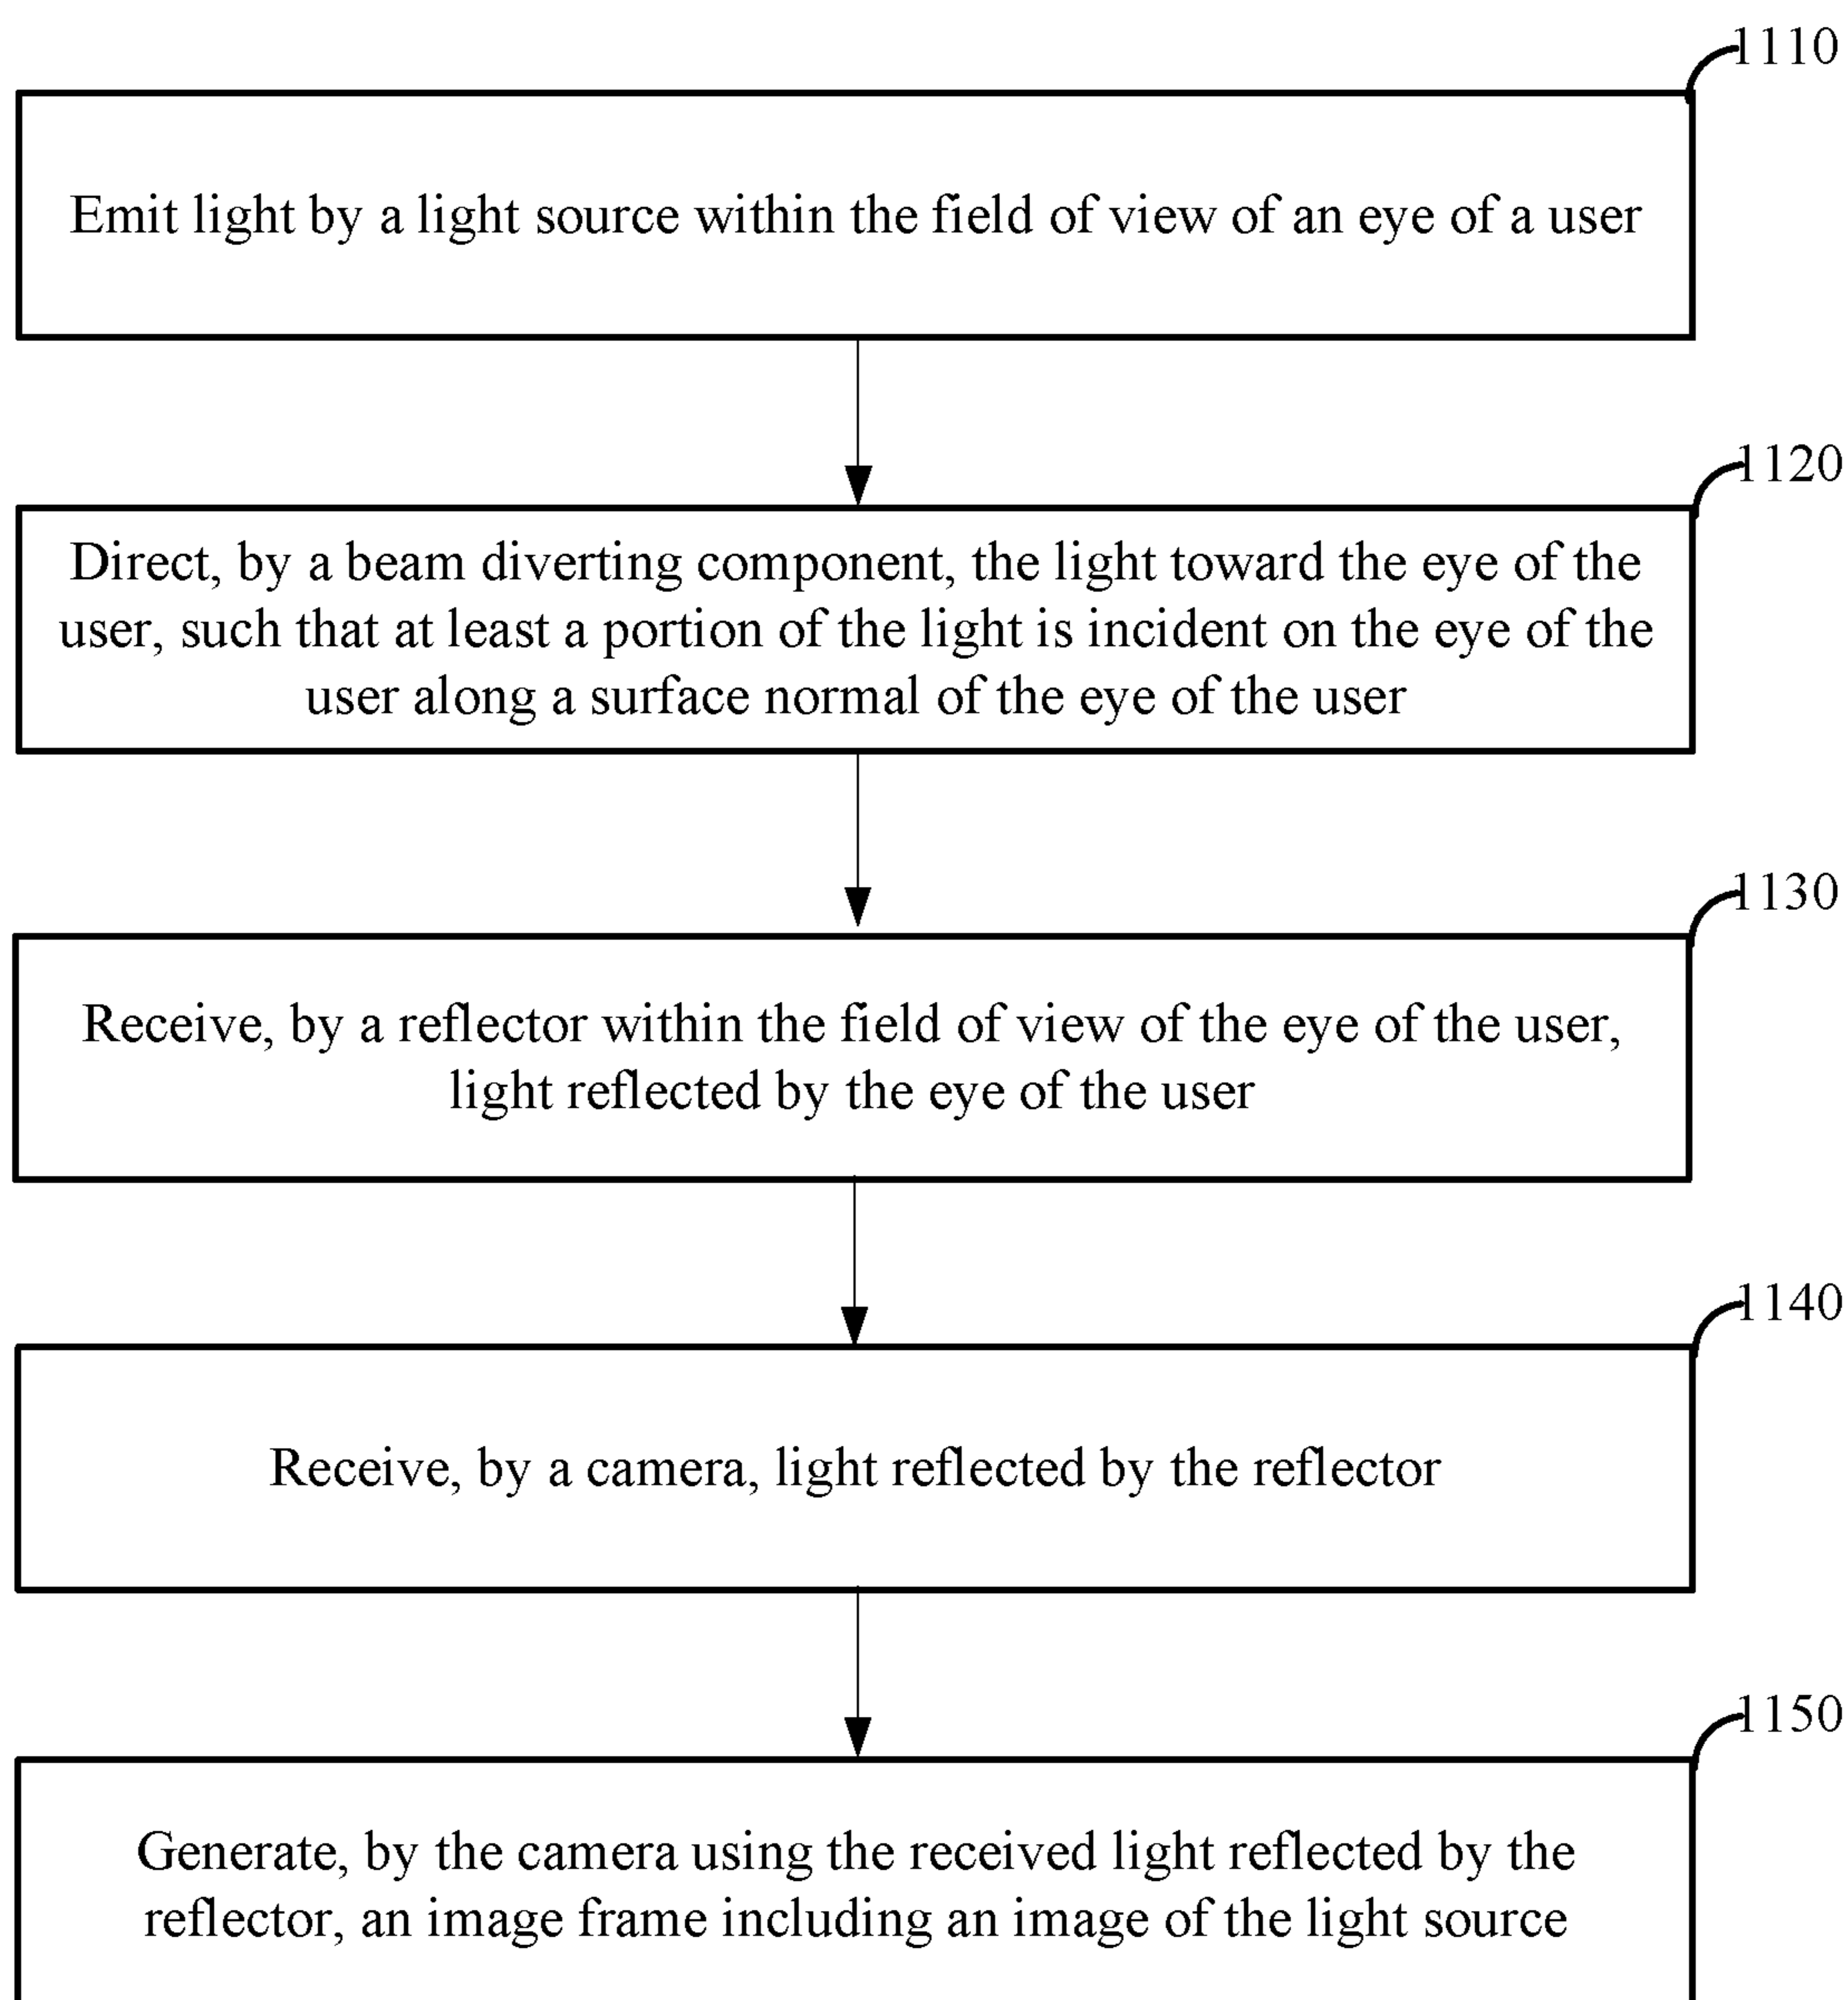 1110
Emit light by a light source within the field of view of an eye of a user
1120
Direct, by a beam diverting component, the light toward the eye of the
user, such that at least a portion of the light is incident on the eye of the
user along a surface normal of the eye of the user
1130
Receive, by a reflector within the field of view of the eye of the user,
light reflected by the eye of the user
1140
Receive, by a camera, light reflected by the reflector
1150
Generate, by the camera using the received light reflected by the
reflector, an image frame including an image of the light source